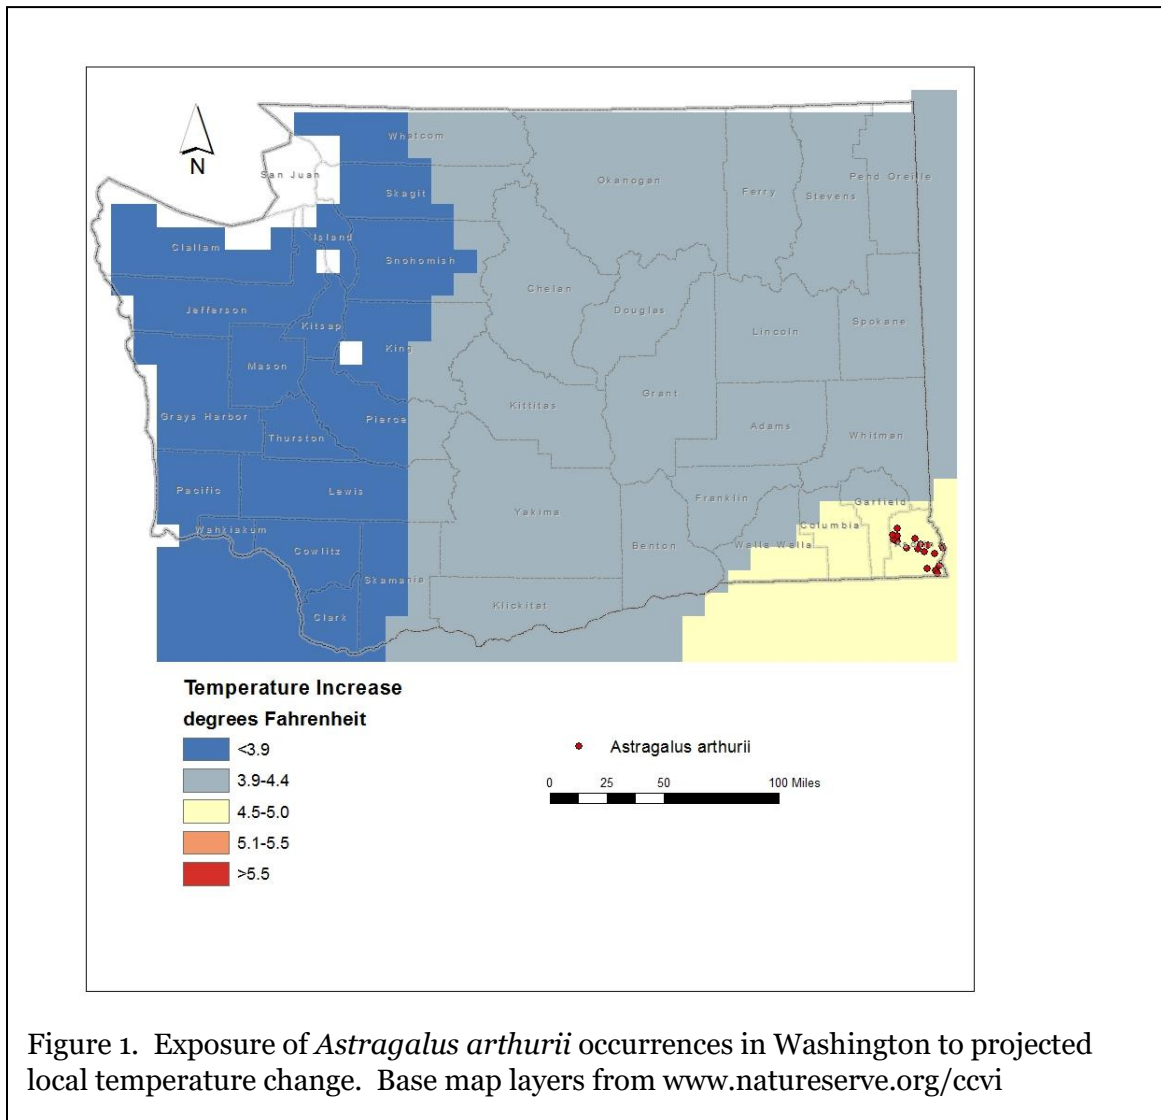 N
San Juan
Whatcom
Skagit
Okanogan
Ferry
Stevens
Pend Oreille
Clallam
Island
Snohomish
Chelan
Jefferson
Kitsap
Douglas
Lincoln
Spokane
Mason
King
Grant
Grays Harbor
Thurston
Pierce
Kittitas
Adams
Whitman
Pacific
Lewis
Yakima
Franklin
Garfield
Wahkiakum
Cowlitz
Skamania
Benton
Walla Walla
Columbia
Clark
Klickitat
Temperature Increase
degrees Fahrenheit
<3.9
3.9-4.4
4.5-5.0
5.1-5.5
>5.5
Astragalus arthurii
0 25 50 100 Miles
Figure 1. Exposure of Astragalus arthurii occurrences in Washington to projected
local temperature change. Base map layers from www.natureserve.org/ccvi